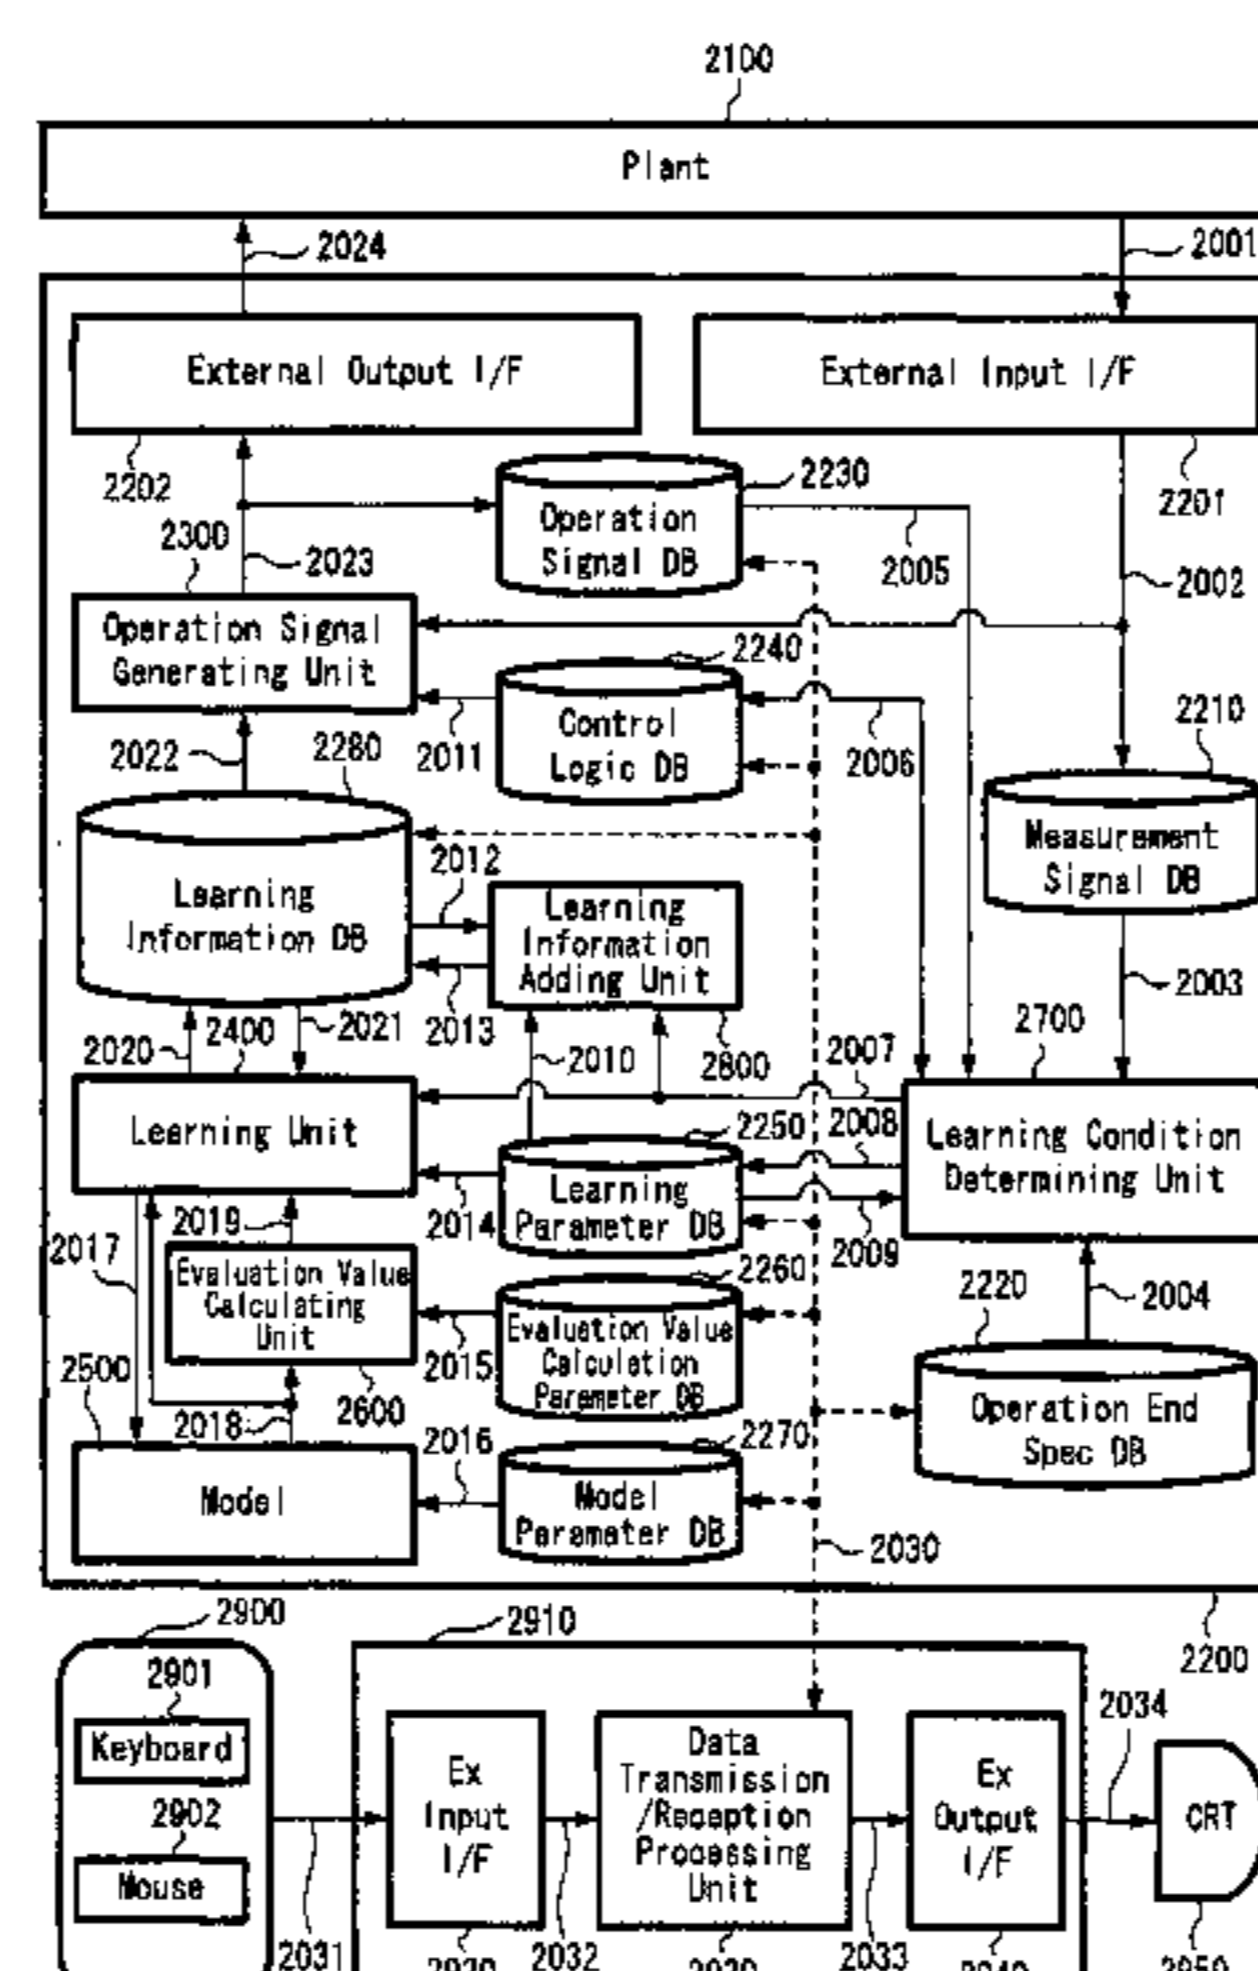 2100
Plant
2024
2001
External Output I/F
External Input I/F
2202
2230
2201
2300
2023
Operation
Signal DB
2005
2002
Operation Signal
Generating Unit
2240
2210
2022
2280
2011
Control
Logic DB
2006
Measurement
Signal DB
2012
Learning
Information DB
Learning
Information
Adding Unit
2013
2003
2020
2400
2021
2010
2800
2007
2700
Learning Unit
2250
2008
Learning Condition
Determining Unit
2014
Learning
Parameter DB
2009
2017
2019
2260
2220
2004
Evaluation Value
Calculating
Unit
2015
Evaluation Value
Calculation
Parameter DB
2500
2018
2600
2016
2270
Operation End
Spec DB
Model
Model
Parameter DB
2030
2900
2910
2200
2901
Keyboard
2902
Mouse
2034
Ex
Input
I/F
Data
Transmission
/Reception
Processing
Unit
Ex
Output
I/F
CRT
2031
2032
2033